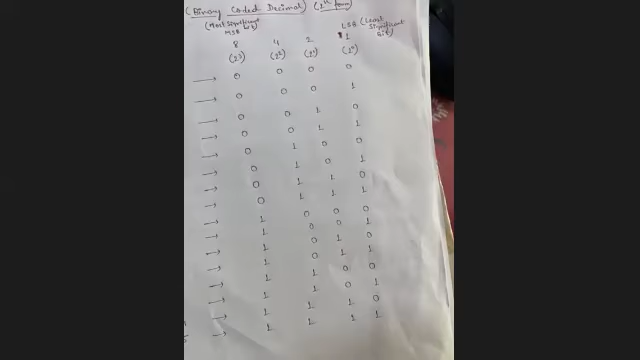 (Binary Coded Decimal) (2ⁿ form)
(Most Significant Bit) MSB LSB (Least Significant Bit)
8 4 2 1
(2³) (2²) (2¹) (2⁰)
→ 0 0 0 0
→ 0 0 0 1
→ 0 0 1 0
→ 0 0 1 1
→ 0 1 0 0
→ 0 1 0 1
→ 0 1 1 0
→ 0 1 1 1
→ 1 0 0 0
→ 1 0 0 1
→ 1 0 1 0
→ 1 0 1 1
→ 1 1 0 0
→ 1 1 0 1
→ 1 1 1 0
→ 1 1 1 1